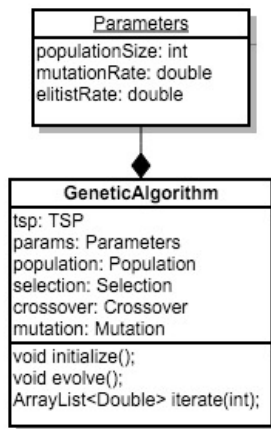 Parameters
populationSize: int
mutationRate: double
elitistRate: double
GeneticAlgorithm
tsp: TSP
params: Parameters
population: Population
selection: Selection
crossover: Crossover
mutation: Mutation
void initialize();
void evolve();
ArrayList<Double> iterate(int);